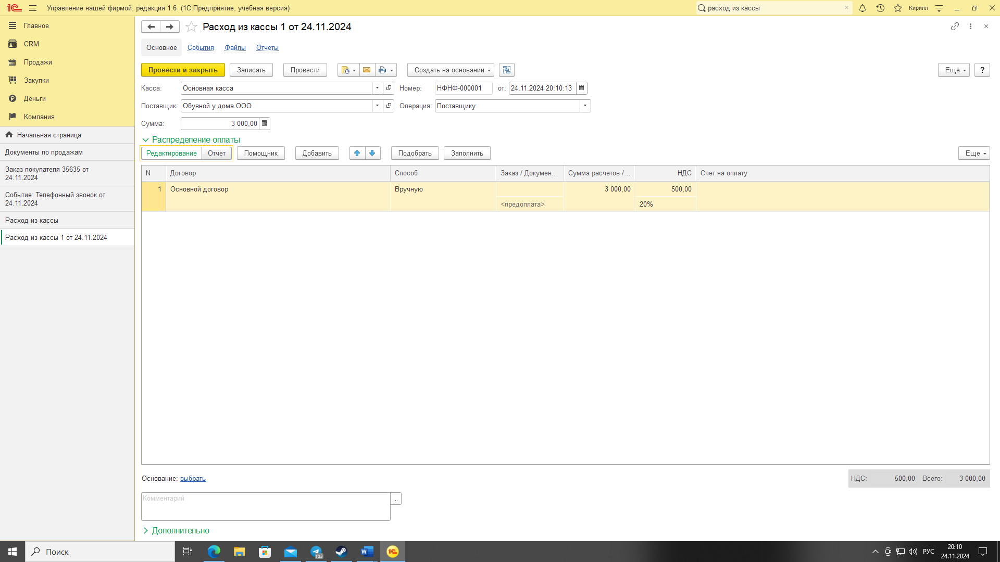 1С Управление нашей фирмой, редакция 1.6 (1С:Предприятие, учебная версия)
расход из кассы
Кирилл
Главное
CRM
Продажи
Закупки
Деньги
Компания
Начальная страница
Документы по продажам
Заказ покупателя 35635 от
24.11.2024
Событие: Телефонный звонок от
24.11.2024
Расход из кассы
Расход из кассы 1 от 24.11.2024
Расход из кассы 1 от 24.11.2024
Основное События Файлы Отчеты
Провести и закрыть Записать Провести Создать на основании Еще ?
Касса: Основная касса Номер: НФНФ-000001 от: 24.11.2024 20:10:13
Поставщик: Обувной у дома ООО Операция: Поставщику
Сумма: 3 000,00
Распределение оплаты
Редактирование Отчет Помощник Добавить Подобрать Заполнить Еще
N Договор Способ Заказ / Докумен... Сумма расчетов /... НДС Счет на оплату
1 Основной договор Вручную 3 000,00 500,00
<предоплата> 20%
Основание: выбрать НДС: 500,00 Всего: 3 000,00
Комментарий ...
Дополнительно
Поиск
102
W
1С
РУС
20:10
24.11.2024